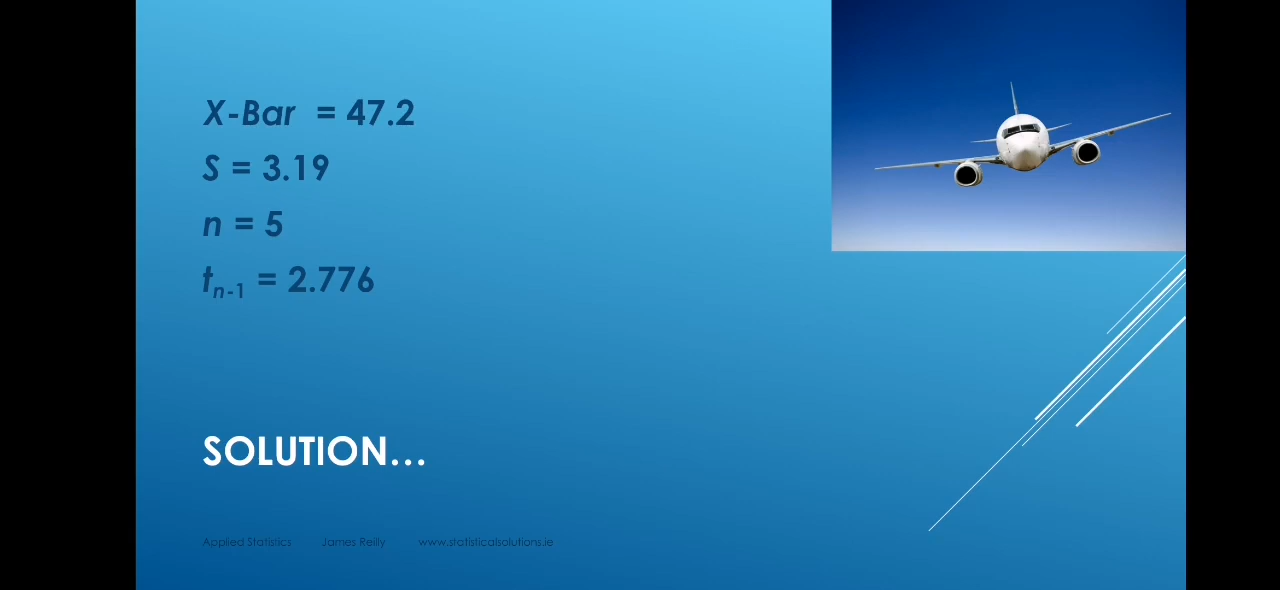 X-Bar = 47.2
S = 3.19
n = 5
tn-1 = 2.776
SOLUTION...
Applied Statistics James Reilly www.statisticalsolutions.ie